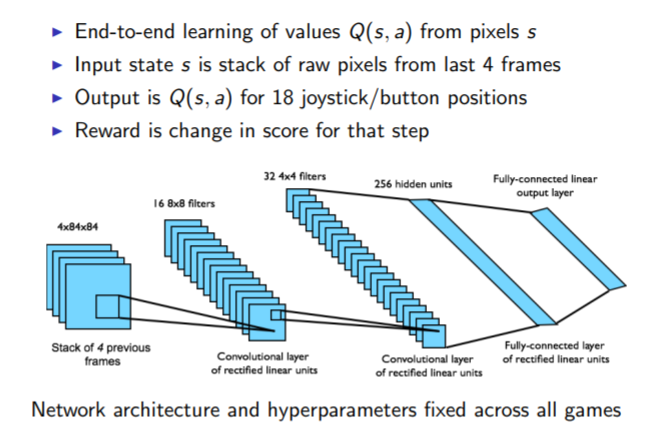 ▶ End-to-end learning of values Q(s, a) from pixels s
▶ Input state s is stack of raw pixels from last 4 frames
▶ Output is Q(s, a) for 18 joystick/button positions
▶ Reward is change in score for that step
32 4x4 filters
256 hidden units
Fully-connected linear
output layer
16 8x8 filters
4x84x84
Stack of 4 previous
frames
Convolutional layer
of rectified linear units
Convolutional layer
of rectified linear units
Fully-connected layer
of rectified linear units
Network architecture and hyperparameters fixed across all games